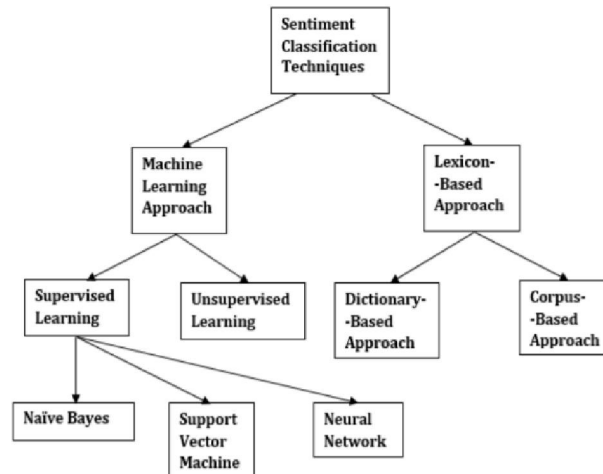 Sentiment
Classification
Techniques
Machine
Learning
Approach
Lexicon-
-Based
Approach
Supervised
Learning
Unsupervised
Learning
Dictionary-
-Based
Approach
Corpus-
-Based
Approach
Naïve Bayes
Support
Vector
Machine
Neural
Network